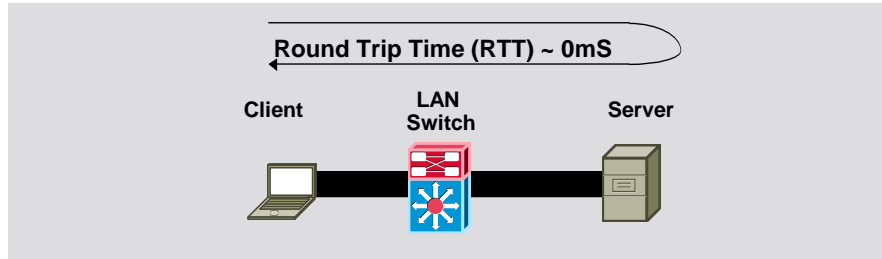 Round Trip Time (RTT) ~ 0mS
Client
LAN
Switch
Server